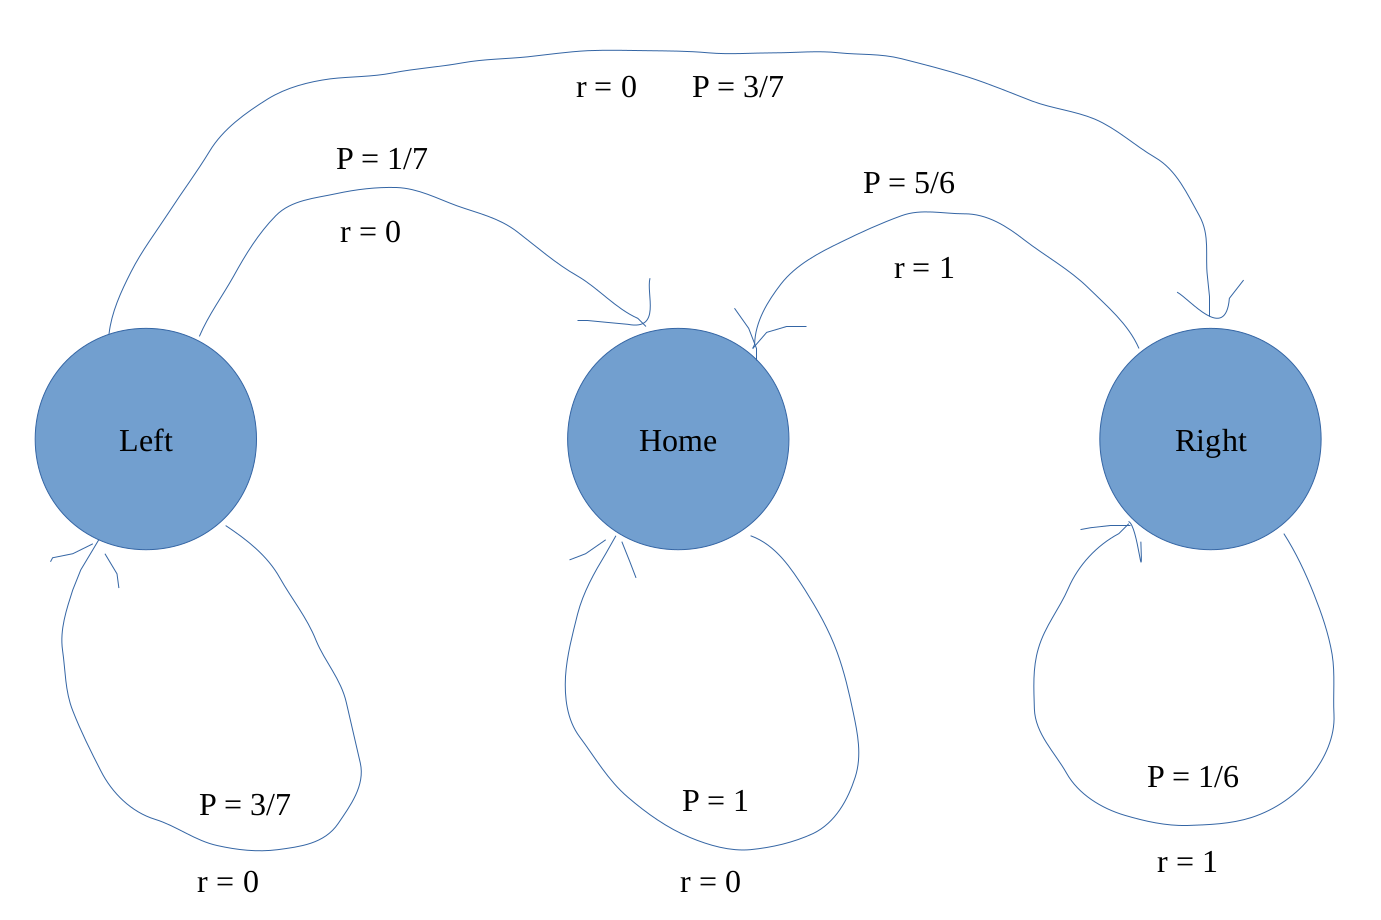 r = 0 P = 3/7
P = 1/7
r = 0
P = 5/6
r = 1
Left
Home
Right
P = 3/7
r = 0
P = 1
r = 0
P = 1/6
r = 1